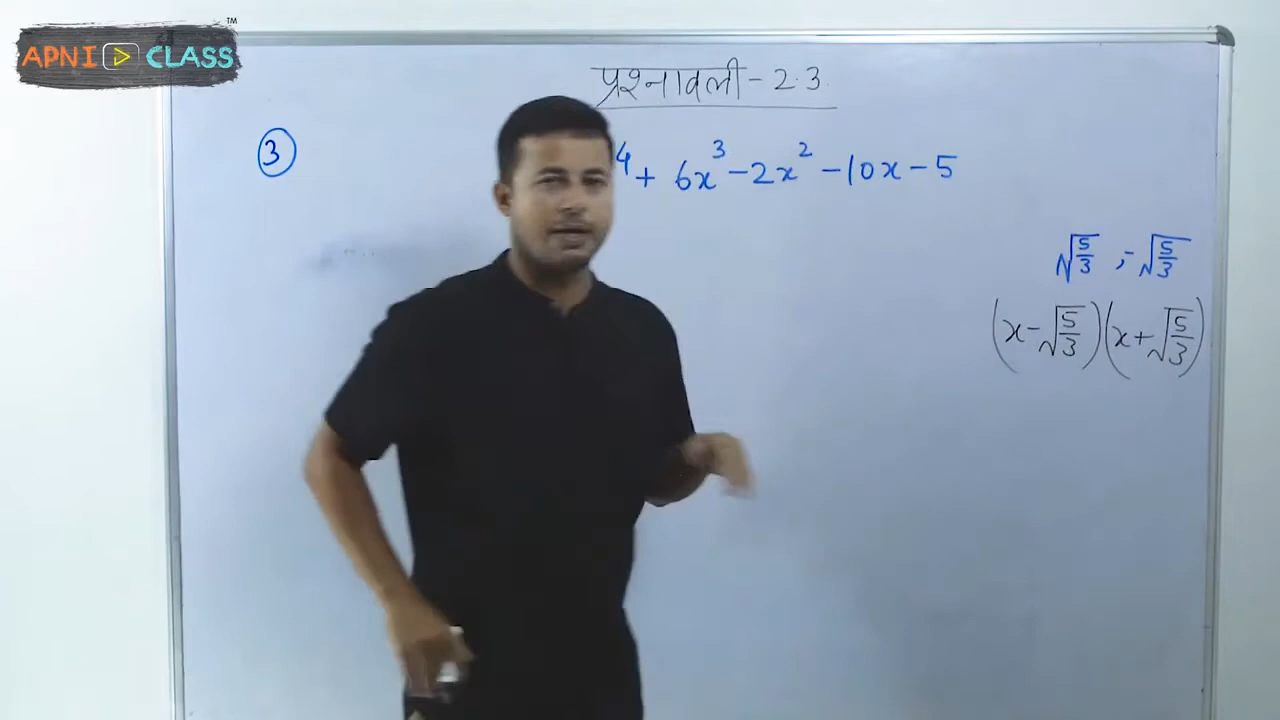 APNI CLASS ™
प्रश्नावली - 2.3
③
4 + 6x³ - 2x² - 10x - 5
√5/3 , -√5/3
(x - √5/3)(x + √5/3)